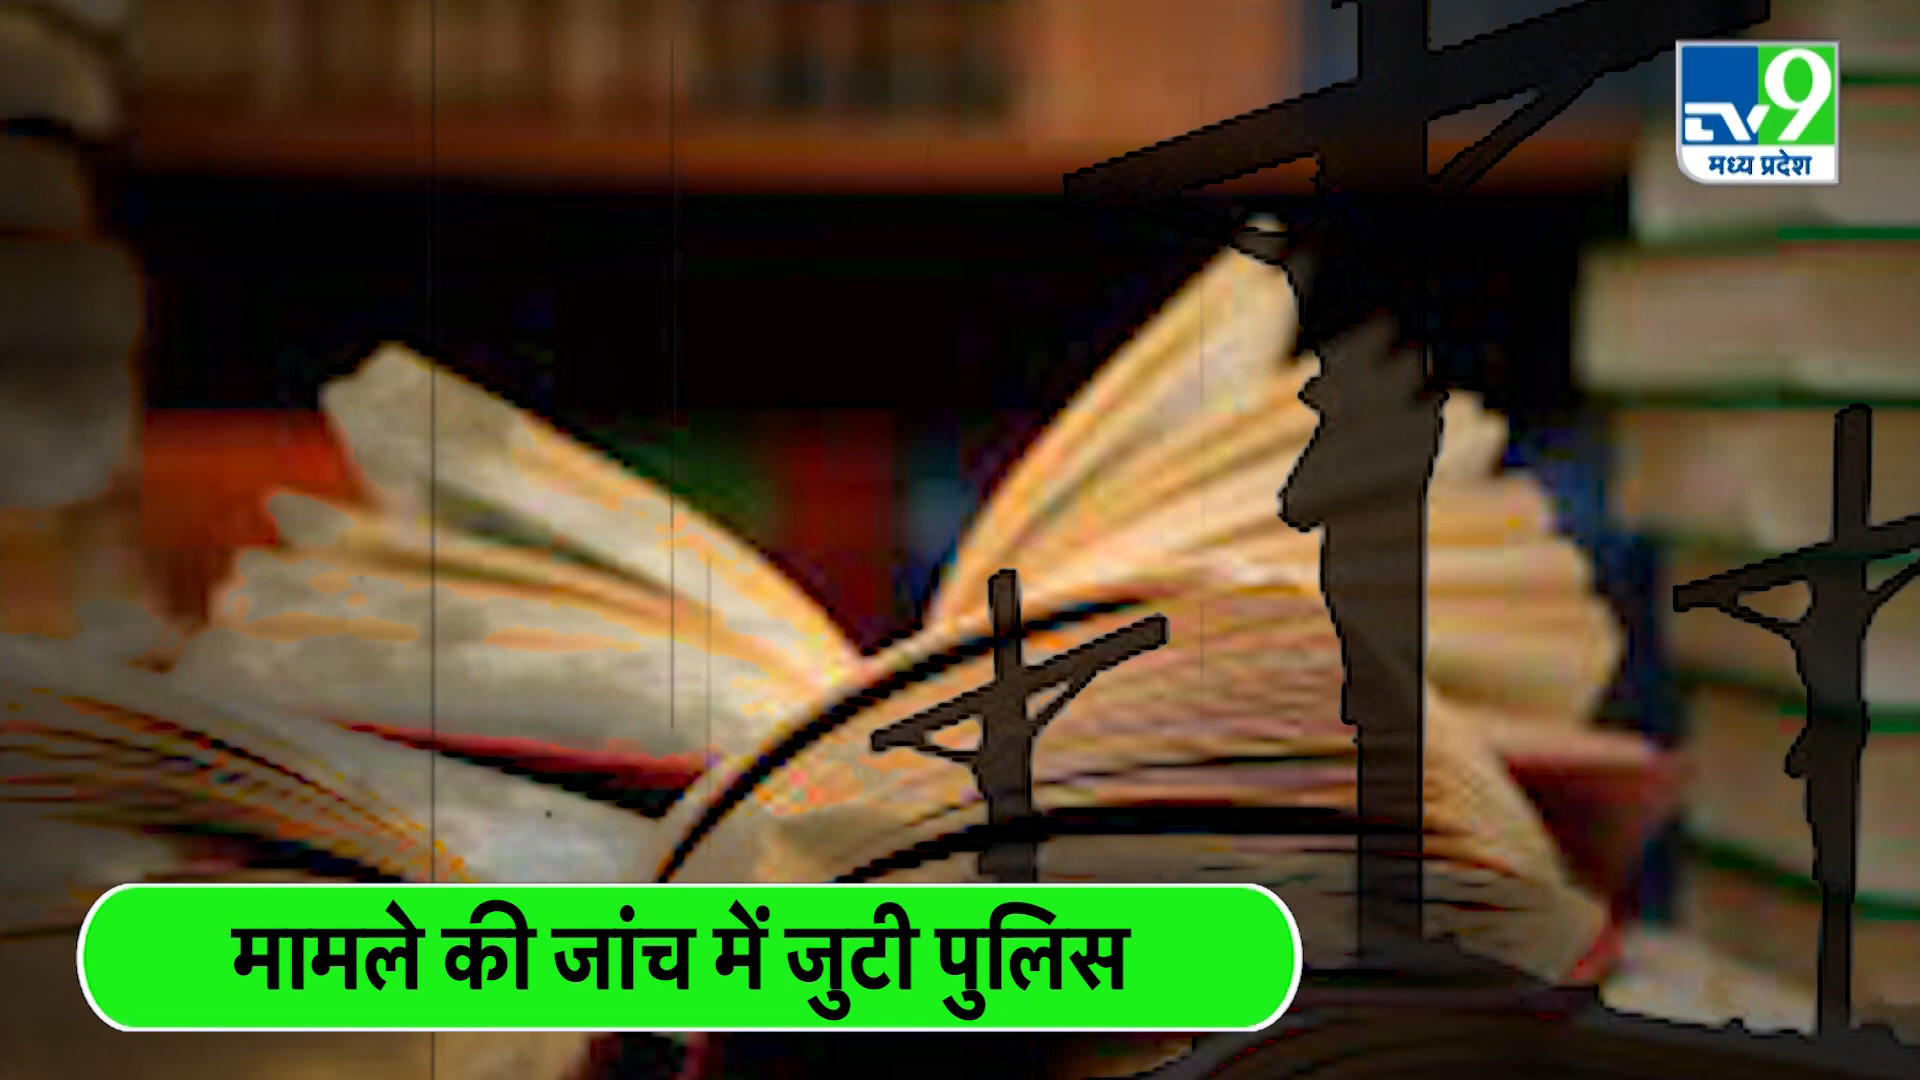 TV9
मध्य प्रदेश
मामले की जांच में जुटी पुलिस